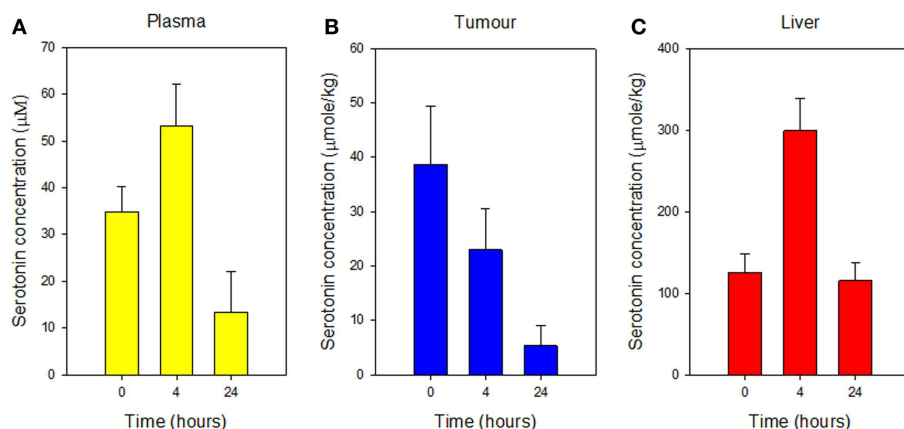 A
Plasma
Serotonin concentration (μM)
70
60
50
40
30
20
10
0
0 4 24
Time (hours)
B
Tumour
Serotonin concentration (μmole/kg)
60
50
40
30
20
10
0
0 4 24
Time (hours)
C
Liver
Serotonin concentration (μmole/kg)
400
300
200
100
0
0 4 24
Time (hours)